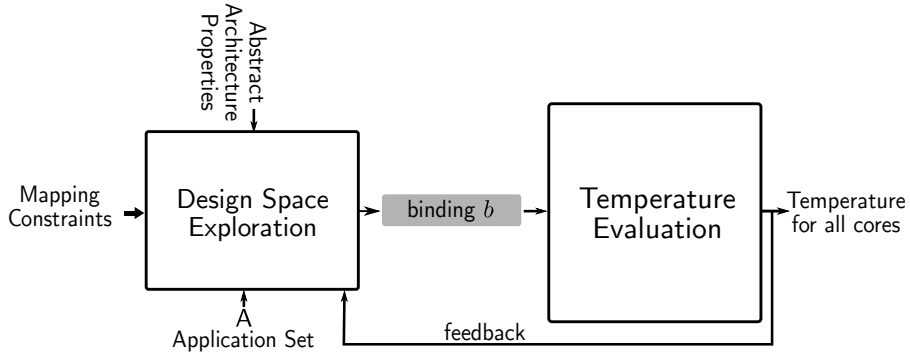 Abstract
Architecture
Properties
Mapping
Constraints
Design Space
Exploration
binding b
Temperature
Evaluation
Temperature
for all cores
A
Application Set
feedback